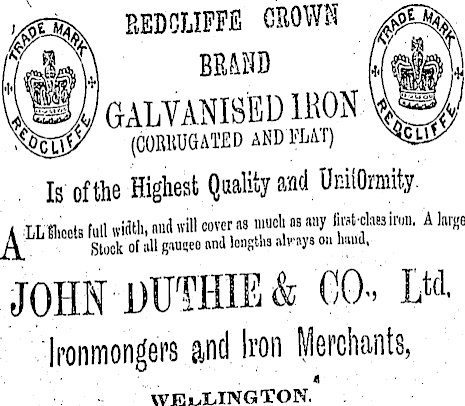 TRADE MARK
REDCLIFFE
TRADE MARK
REDCLIFFE
REDCLIFFE CROWN
BRAND
GALVANISED IRON
(CORRUGATED AND FLAT)
Is of the Highest Quality and Uniformity.
ALL Sheets full width, and will cover as much as any first-class iron. A large
Stock of all gauges and lengths always on hand,
JOHN DUTHIE & CO., Ltd.
Ironmongers and Iron Merchants,
WELLINGTON.